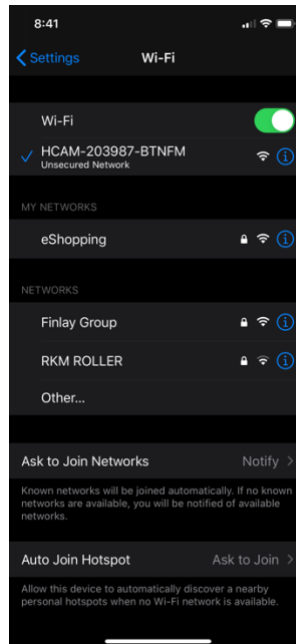 8:41
Settings
Wi-Fi
Wi-Fi
HCAM-203987-BTNFM
Unsecured Network
MY NETWORKS
eShopping
NETWORKS
Finlay Group
RKM ROLLER
Other...
Ask to Join Networks Notify
Known networks will be joined automatically. If no known
networks are available, you will be notified of available
networks.
Auto Join Hotspot Ask to Join
Allow this device to automatically discover a nearby
personal hotspots when no Wi-Fi network is available.